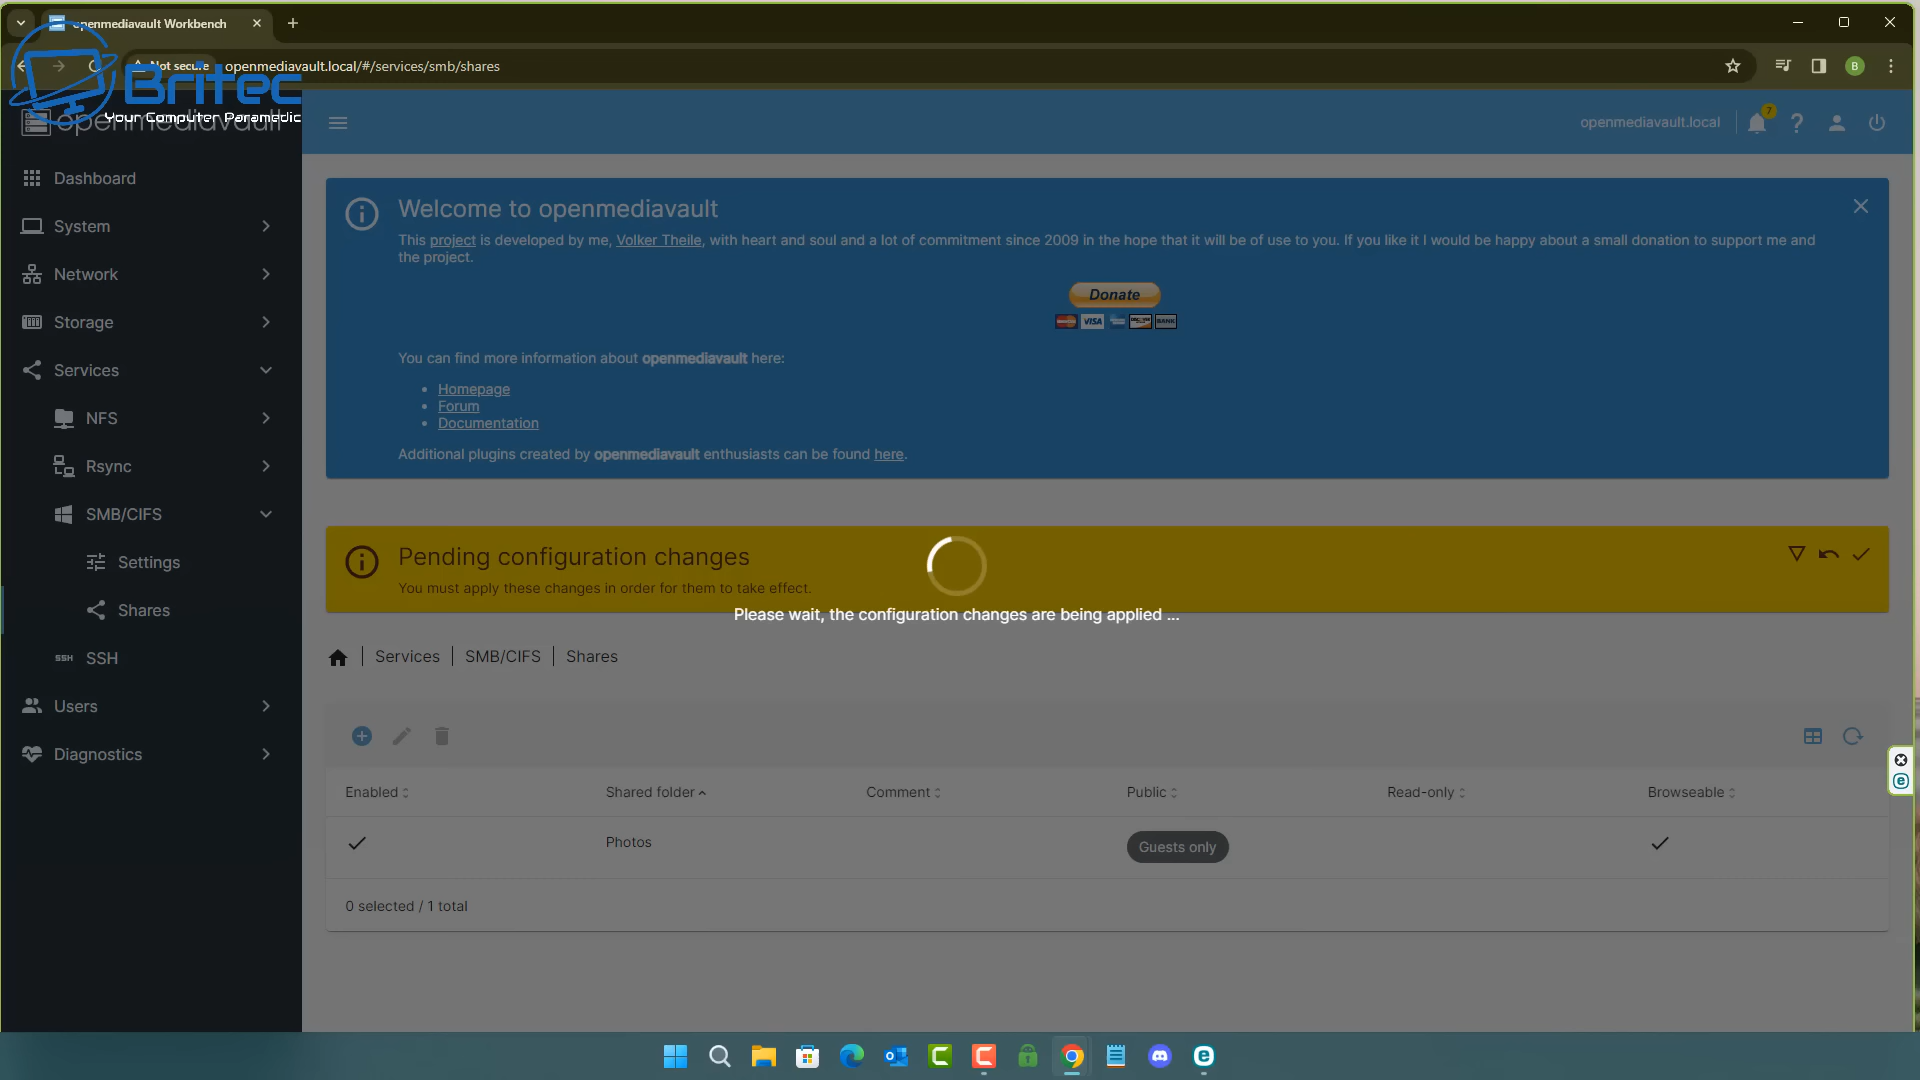 openmediavault Workbench
Not secure
openmediavault.local/#/services/smb/shares
B
Britec
Your Computer Paramedic
openmediavault
openmediavault.local
7
Dashboard
System
Network
Storage
Services
NFS
Rsync
SMB/CIFS
Settings
Shares
SSH
SSH
Users
Diagnostics
Welcome to openmediavault
This project is developed by me, Volker Theile, with heart and soul and a lot of commitment since 2009 in the hope that it will be of use to you. If you like it I would be happy about a small donation to support me and
the project.
Donate
VISA
BANK
You can find more information about openmediavault here:
• Homepage
• Forum
• Documentation
Additional plugins created by openmediavault enthusiasts can be found here.
Pending configuration changes
You must apply these changes in order for them to take effect.
Please wait, the configuration changes are being applied ...
Services | SMB/CIFS | Shares
Enabled Shared folder Comment Public Read-only Browseable
Photos Guests only
0 selected / 1 total